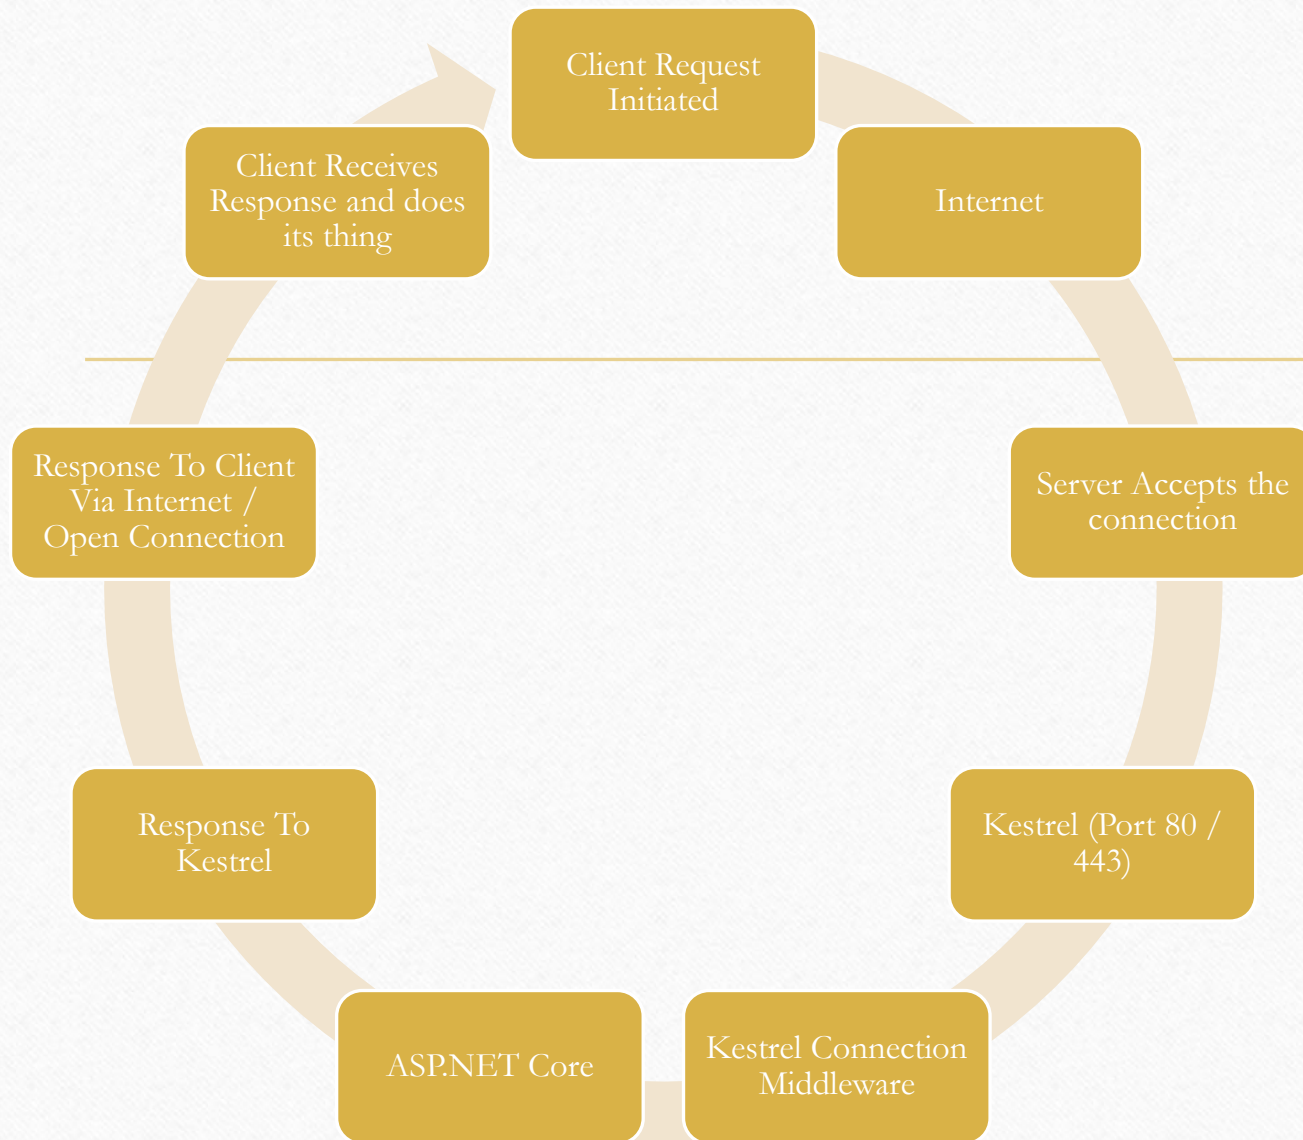 Client Request
Initiated
Internet
Server Accepts the
connection
Kestrel (Port 80 /
443)
Kestrel Connection
Middleware
ASP.NET Core
Response To
Kestrel
Response To Client
Via Internet /
Open Connection
Client Receives
Response and does
its thing